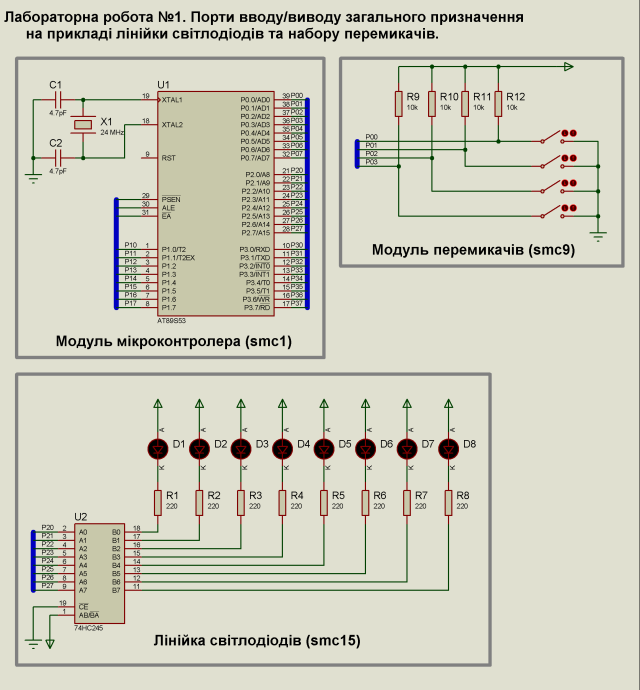 Лабораторна робота №1. Порти вводу/виводу загального призначення
на прикладі лінійки світлодіодів та набору перемикачів.
C1
4.7pF
X1
24 MHz
C2
4.7pF
U1
19 XTAL1
18 XTAL2
9 RST
29 PSEN
30 ALE
31 EA
P10 1 P1.0/T2
P11 2 P1.1/T2EX
P12 3 P1.2
P13 4 P1.3
P14 5 P1.4
P15 6 P1.5
P16 7 P1.6
P17 8 P1.7
P0.0/AD0 39 P00
P0.1/AD1 38 P01
P0.2/AD2 37 P02
P0.3/AD3 36 P03
P0.4/AD4 35 P04
P0.5/AD5 34 P05
P0.6/AD6 33 P06
P0.7/AD7 32 P07
P2.0/A8 21 P20
P2.1/A9 22 P21
P2.2/A10 23 P22
P2.3/A11 24 P23
P2.4/A12 25 P24
P2.5/A13 26 P25
P2.6/A14 27 P26
P2.7/A15 28 P27
P3.0/RXD 10 P30
P3.1/TXD 11 P31
P3.2/INT0 12 P32
P3.3/INT1 13 P33
P3.4/T0 14 P34
P3.5/T1 15 P35
P3.6/WR 16 P36
P3.7/RD 17 P37
AT89S53
Модуль мікроконтролера (smc1)
R9 R10 R11 R12
10k 10k 10k 10k
P00
P01
P02
P03
Модуль перемикачів (smc9)
A A A A A A A A
D1 D2 D3 D4 D5 D6 D7 D8
K K K K K K K K
R1 R2 R3 R4 R5 R6 R7 R8
220 220 220 220 220 220 220 220
U2
P20 2 A0 B0 18
P21 3 A1 B1 17
P22 4 A2 B2 16
P23 5 A3 B3 15
P24 6 A4 B4 14
P25 7 A5 B5 13
P26 8 A6 B6 12
P27 9 A7 B7 11
19 CE
1 AB/BA
74HC245
Лінійка світлодіодів (smc15)